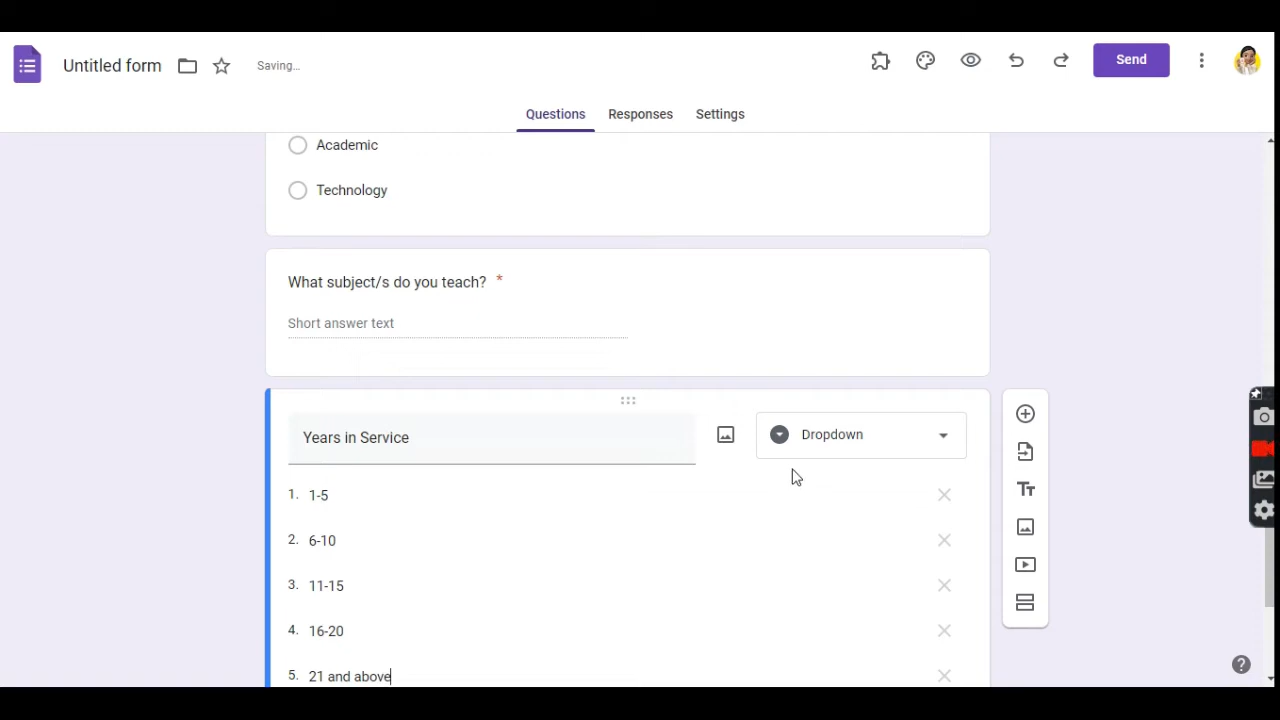 Untitled form
Saving...
Send
Questions
Responses
Settings
Academic
Technology
What subject/s do you teach? *
Short answer text
Years in Service
Dropdown
1. 1-5
2. 6-10
3. 11-15
4. 16-20
5. 21 and above